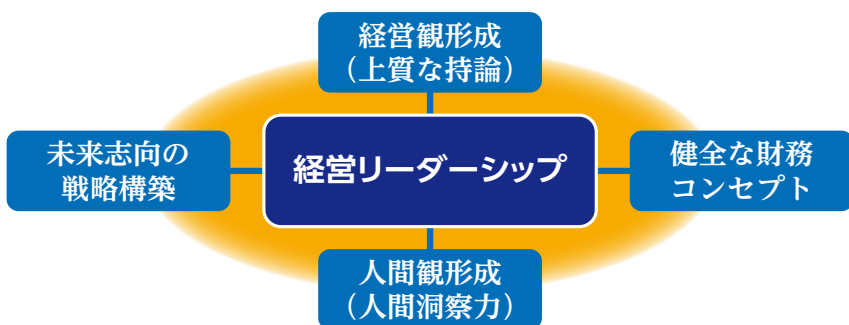 経営観形成
（上質な持論）
未来志向の
戦略構築
経営リーダーシップ
健全な財務
コンセプト
人間観形成
（人間洞察力）